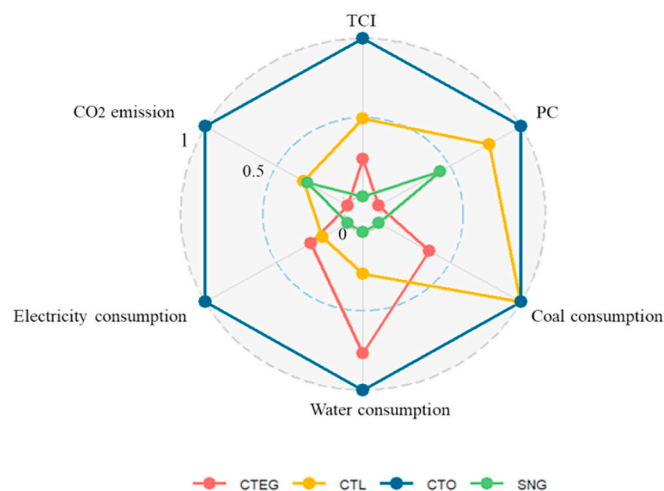 TCI
CO2 emission
PC
1
0.5
0
Electricity consumption
Coal consumption
Water consumption
CTEG CTL CTO SNG